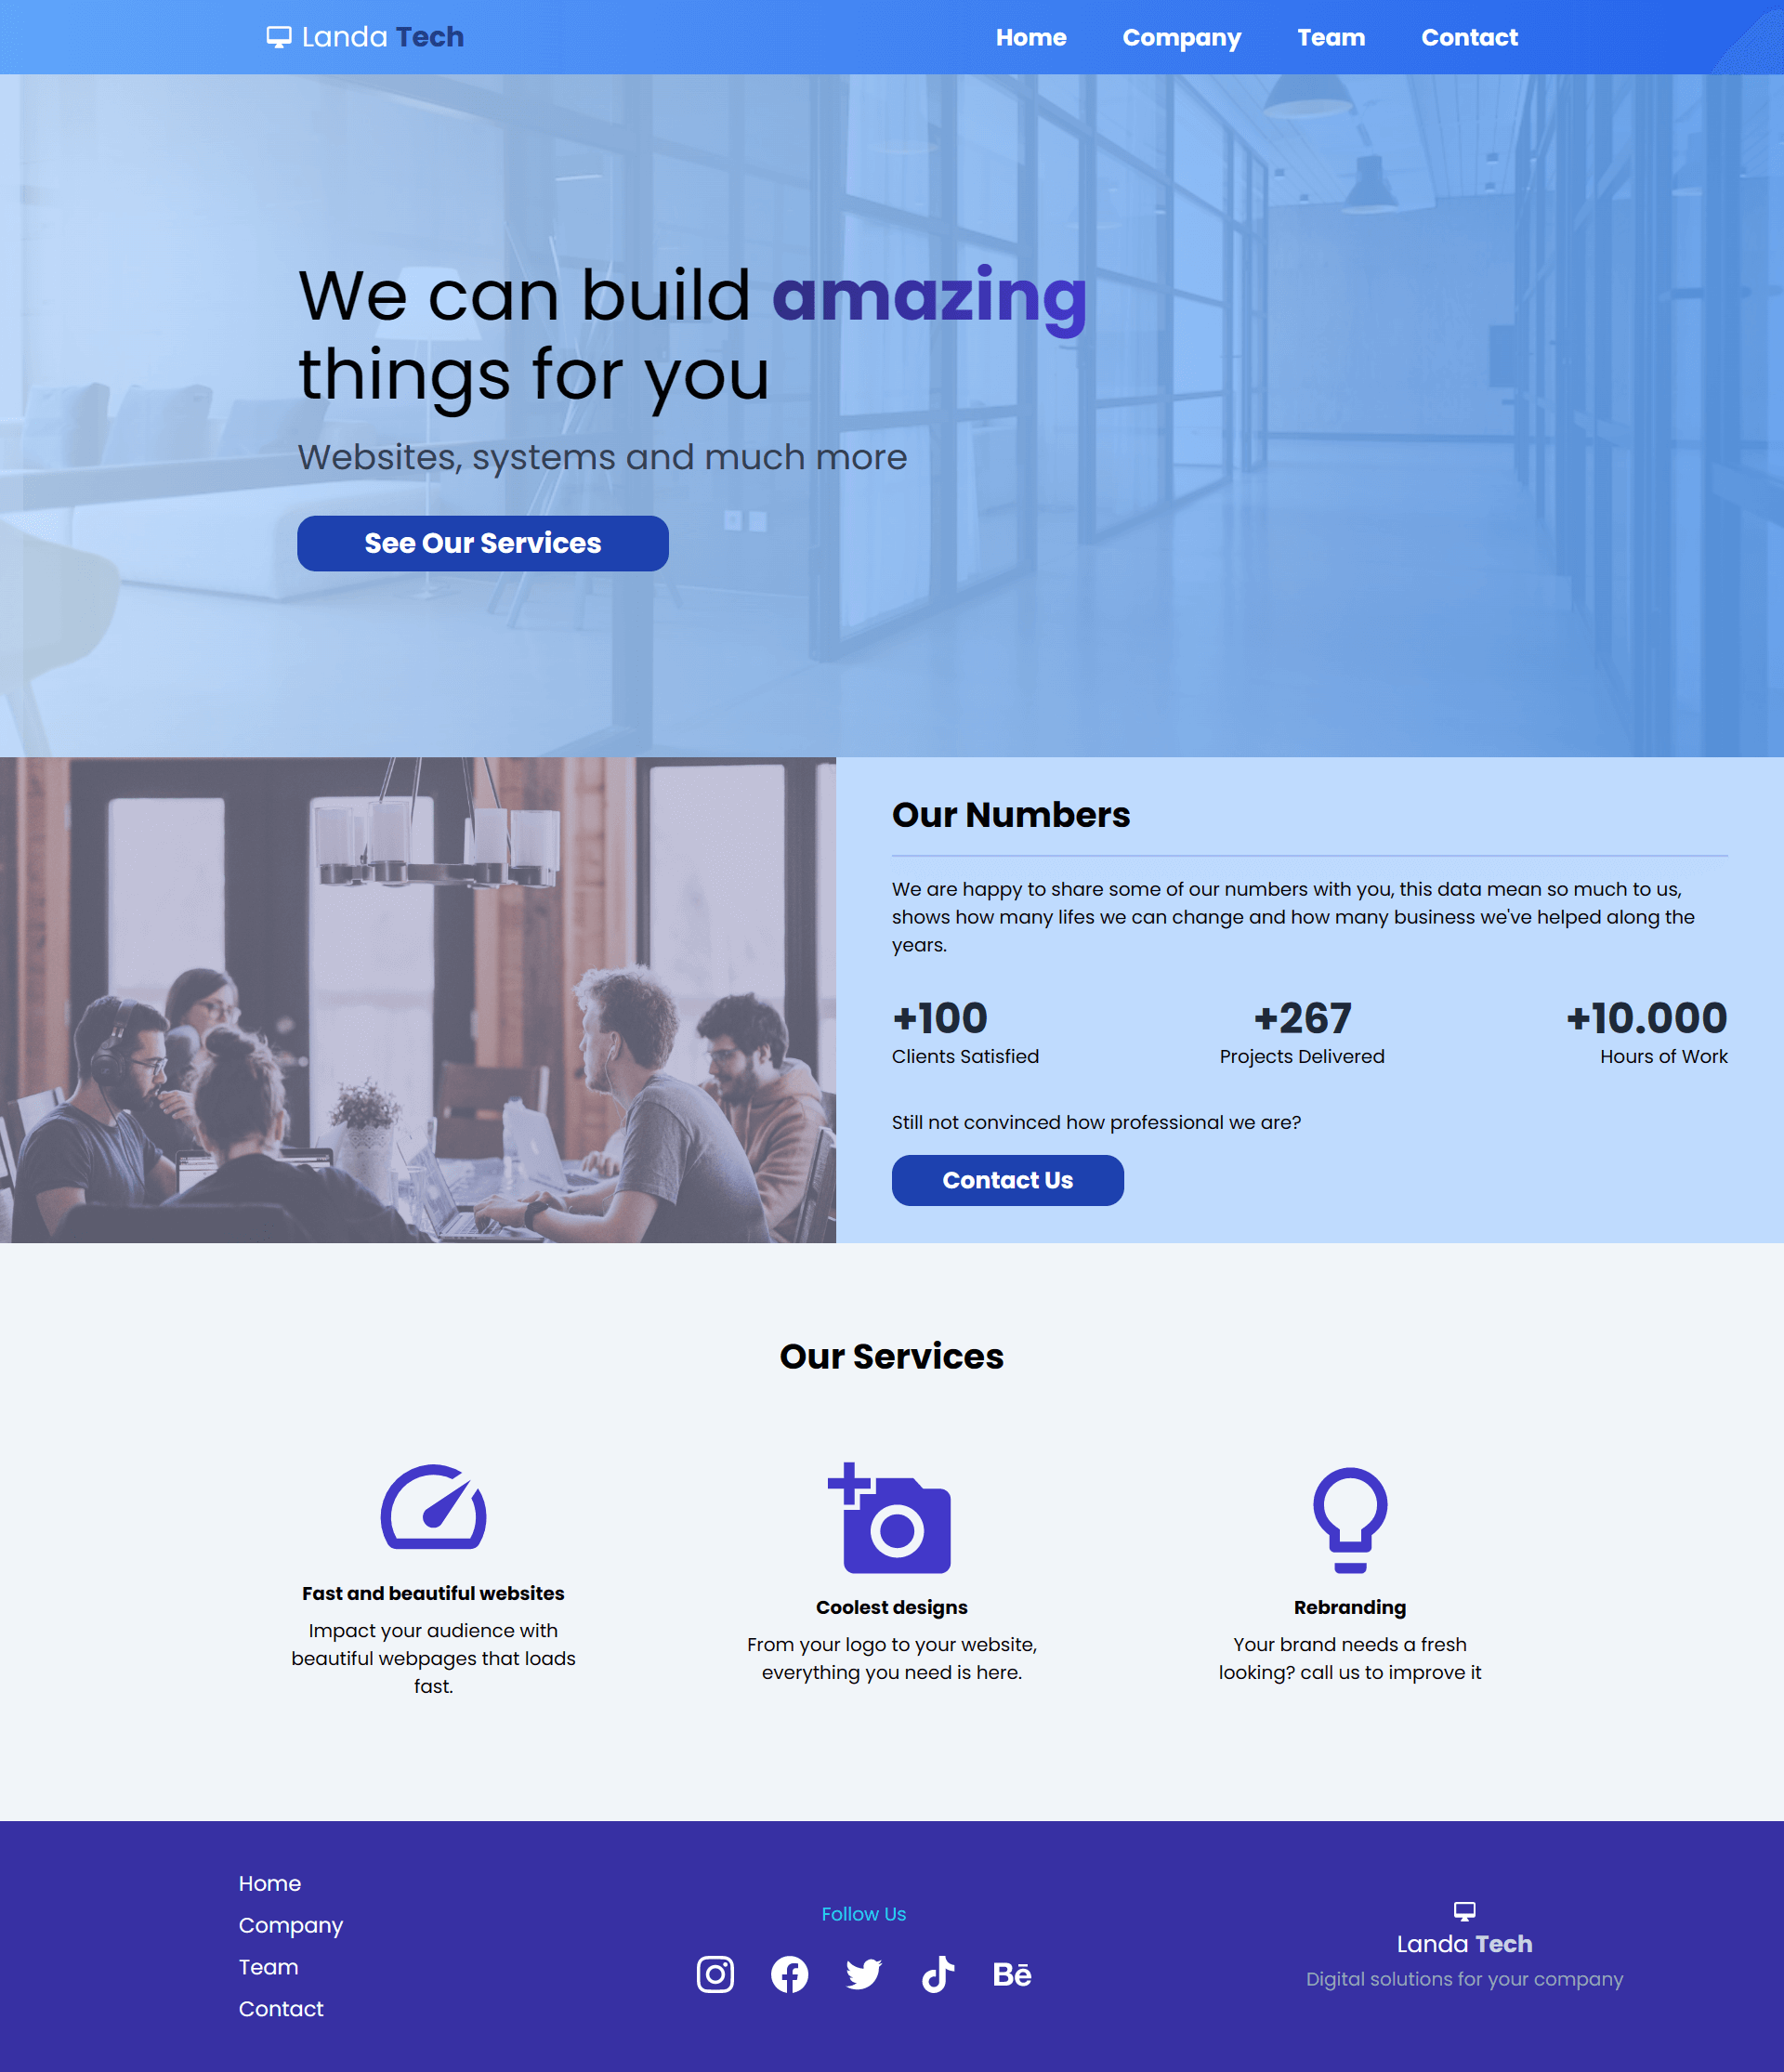 Landa Tech
Home Company Team Contact
We can build amazing
things for you
Websites, systems and much more
See Our Services
Our Numbers
We are happy to share some of our numbers with you, this data mean so much to us,
shows how many lifes we can change and how many business we've helped along the
years.
+100
Clients Satisfied
+267
Projects Delivered
+10.000
Hours of Work
Still not convinced how professional we are?
Contact Us
Our Services
Fast and beautiful websites
Impact your audience with
beautiful webpages that loads
fast.
Coolest designs
From your logo to your website,
everything you need is here.
Rebranding
Your brand needs a fresh
looking? call us to improve it
Home
Company
Team
Contact
Follow Us
Bē
Landa Tech
Digital solutions for your company